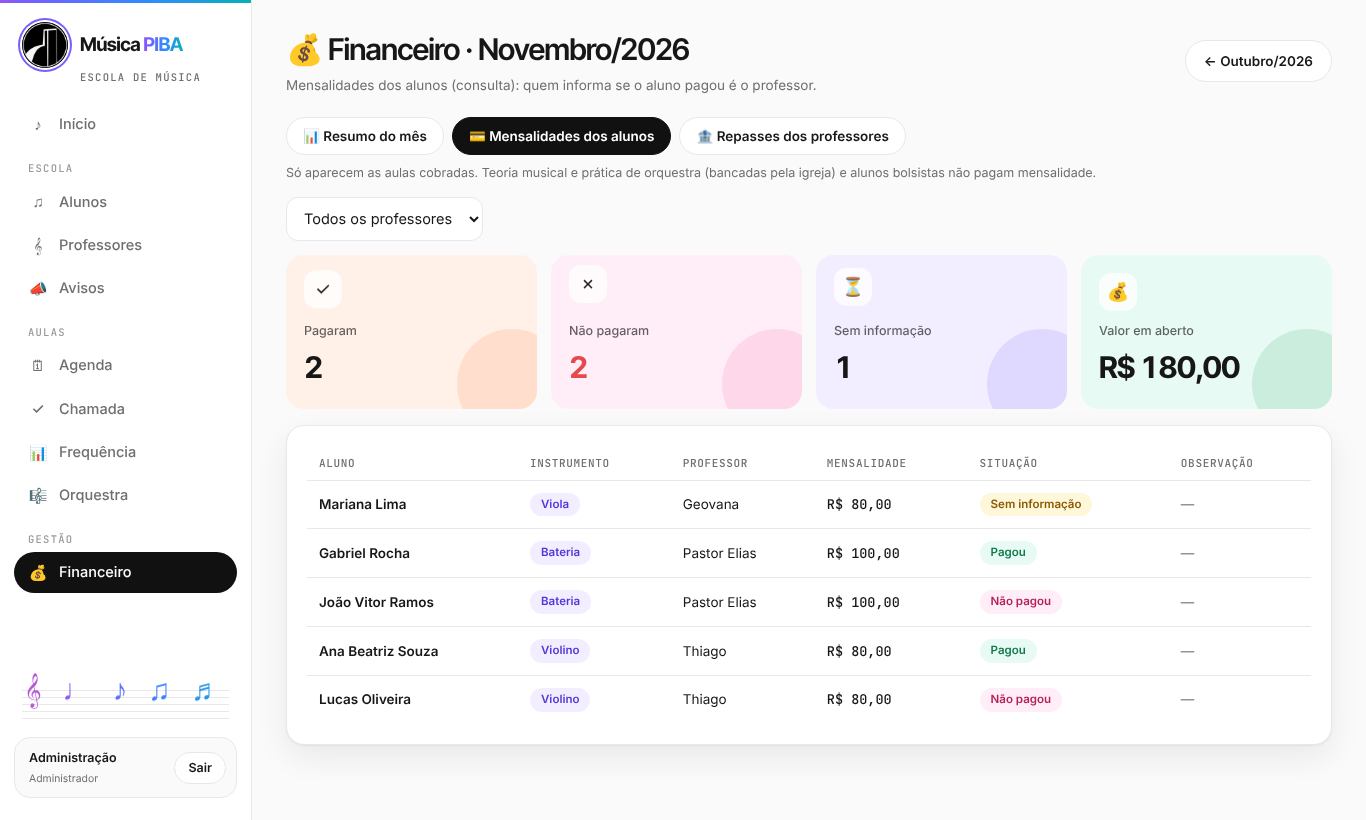 Música PIBA
ESCOLA DE MÚSICA
Início
ESCOLA
Alunos
Professores
Avisos
AULAS
Agenda
Chamada
Frequência
Orquestra
GESTÃO
Financeiro
Administração
Administrador
Sair
Financeiro · Novembro/2026
← Outubro/2026
Mensalidades dos alunos (consulta): quem informa se o aluno pagou é o professor.
Resumo do mês
Mensalidades dos alunos
Repasses dos professores
Só aparecem as aulas cobradas. Teoria musical e prática de orquestra (bancadas pela igreja) e alunos bolsistas não pagam mensalidade.
Todos os professores
Pagaram
2
Não pagaram
2
Sem informação
1
Valor em aberto
R$ 180,00
ALUNO INSTRUMENTO PROFESSOR MENSALIDADE SITUAÇÃO OBSERVAÇÃO
Mariana Lima Viola Geovana R$ 80,00 Sem informação —
Gabriel Rocha Bateria Pastor Elias R$ 100,00 Pagou —
João Vitor Ramos Bateria Pastor Elias R$ 100,00 Não pagou —
Ana Beatriz Souza Violino Thiago R$ 80,00 Pagou —
Lucas Oliveira Violino Thiago R$ 80,00 Não pagou —